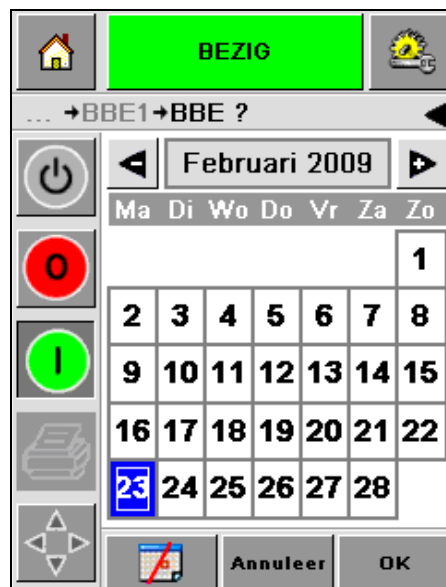 BEZIG
... →BBE1→BBE ?
Februari 2009
Ma Di Wo Do Vr Za Zo
1
2 3 4 5 6 7 8
9 10 11 12 13 14 15
16 17 18 19 20 21 22
23 24 25 26 27 28
O
I
Annuleer OK